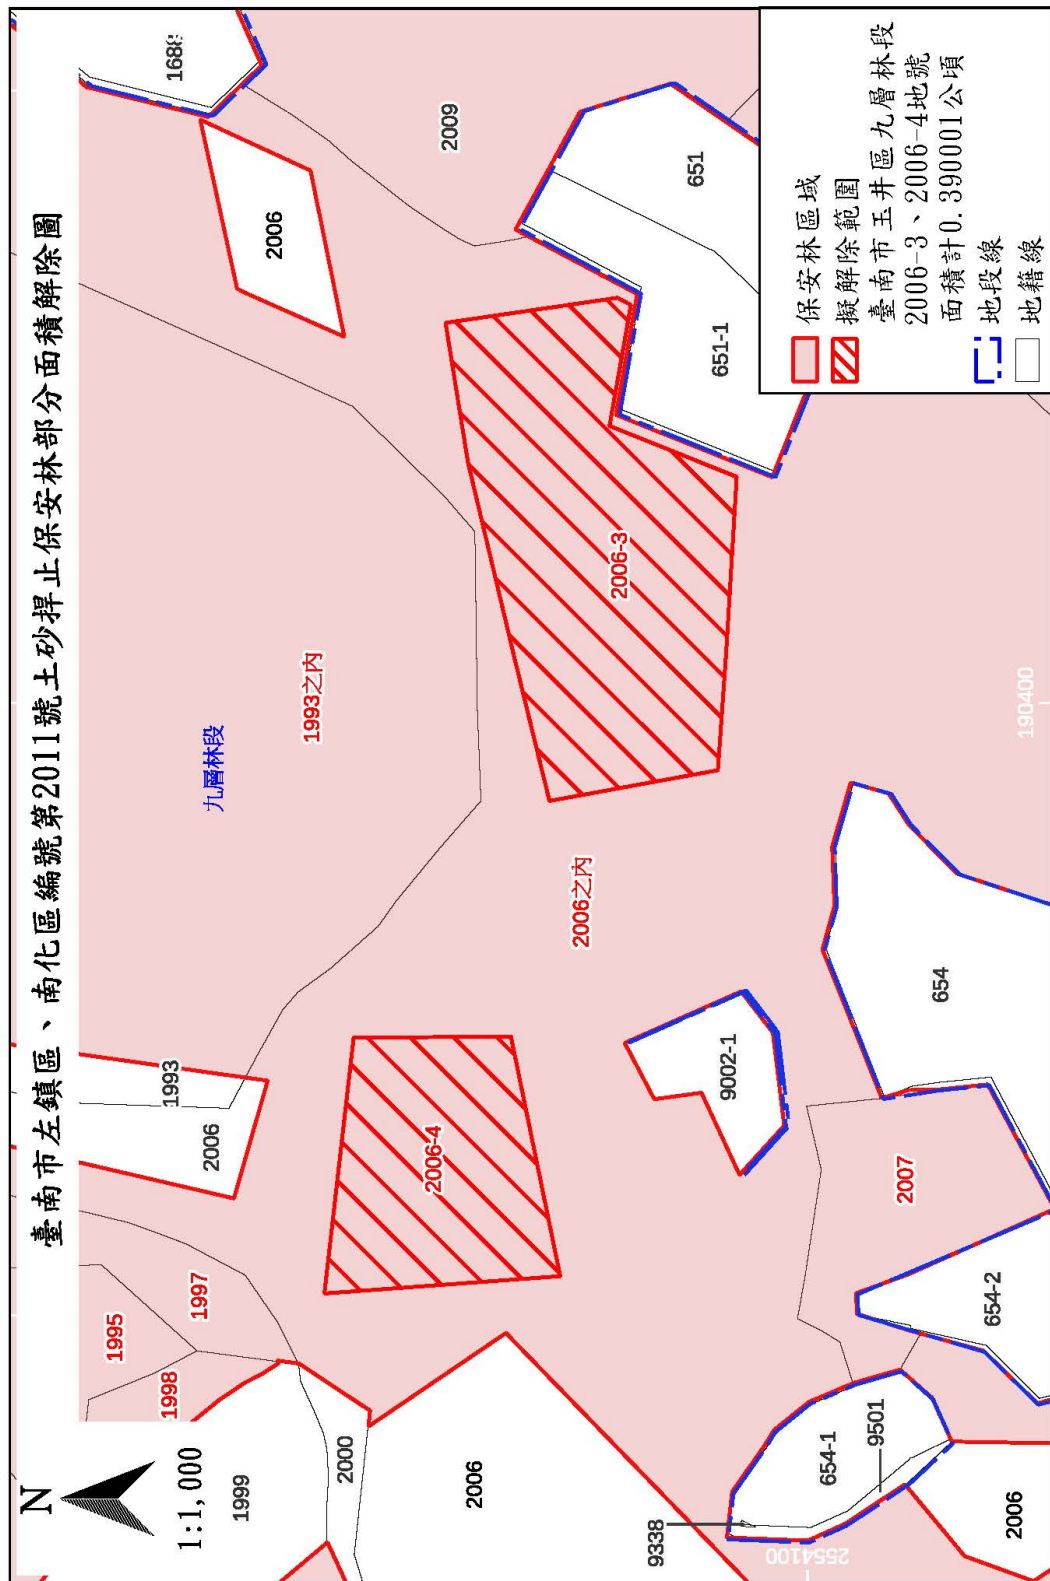 臺南市左鎮區、南化區編號第2011號土砂捍止保安林部分面積解除圖
N
1:1,000
1995
1998
1997
1999
2000
2006
1993
2006
九層林段
1993之內
2006
1688
2009
2006-4
2006之內
2006-3
651-1
651
2006
9002-1
9338
654-1
9501
2007
654
654-2
2006
2554100
190400
保安林區域
擬解除範圍
臺南市玉井區九層林段
2006-3、2006-4地號
面積計0.390001公頃
地段線
地籍線